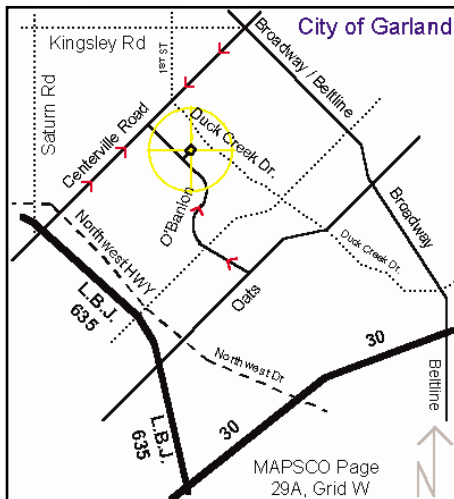 City of Garland
Kingsley Rd
Saturn Rd
1ST ST
Broadway / Beltline
Centerville Road
Duck Creek Dr.
O'Banion
Broadway
Duck Creek Dr.
Northwest HWY
Oats
L.B.J.
635
Northwest Dr
30
Beltline
L.B.J.
635
30
MAPSCO Page
29A, Grid W
N